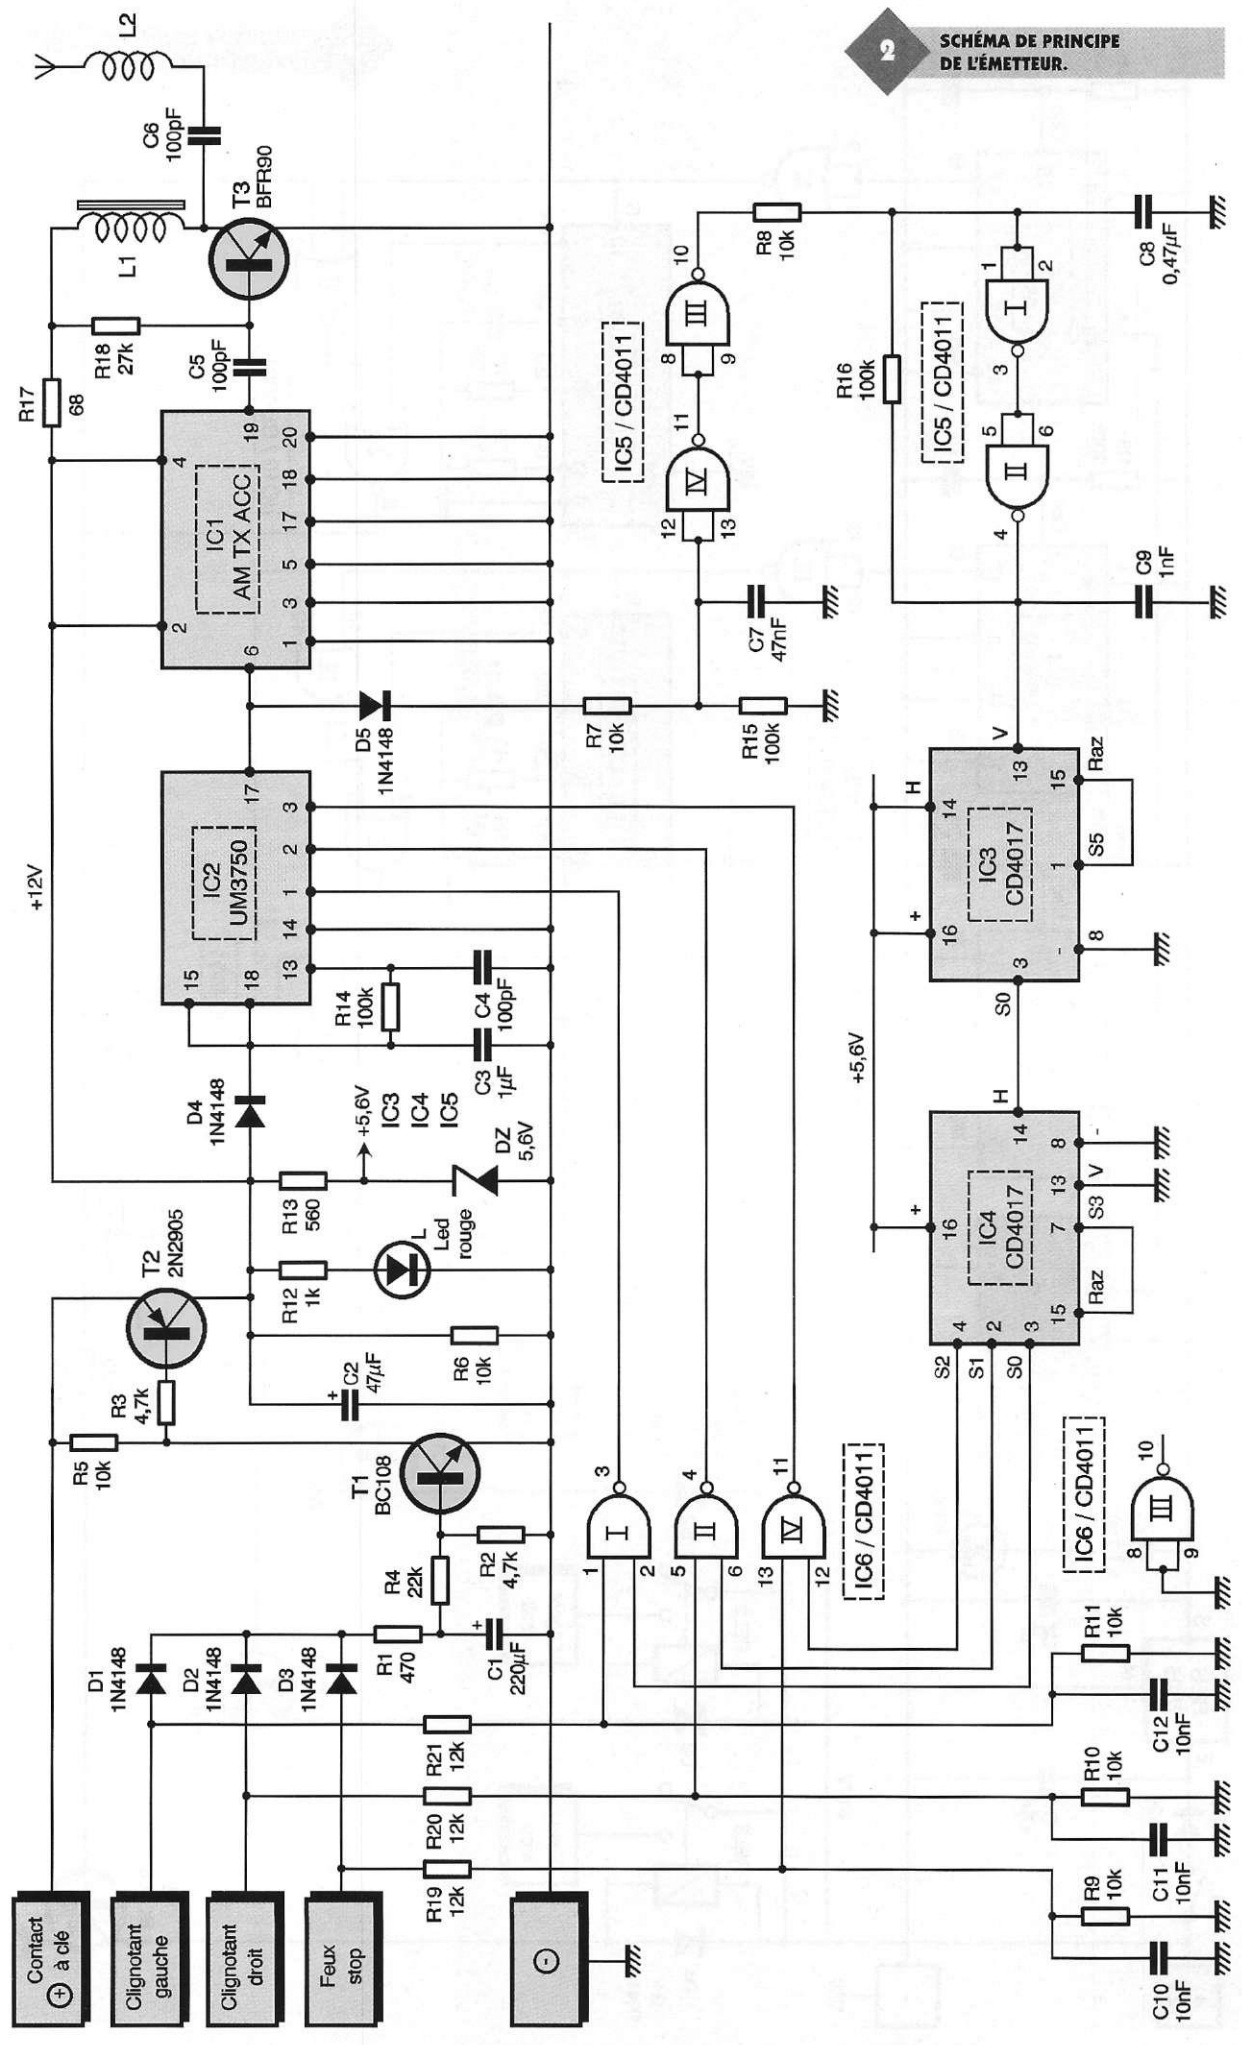 2
SCHÉMA DE PRINCIPE
DE L'ÉMETTEUR.
Contact
+ à clé
Clignotant
gauche
Clignotant
droit
Feux
stop
-
D1
1N4148
D2
1N4148
D3
1N4148
R1
470
C1
220µF
+
R4
22k
R2
4,7k
T1
BC108
R5
10k
R3
4,7k
T2
2N2905
C2
47µF
+
R6
10k
R12
1k
L
Led
rouge
R13
560
+5,6V
IC3
IC4
IC5
DZ
5,6V
D4
1N4148
+12V
R14
100k
C3
1µF
C4
100pF
IC2
UM3750
15
18
17
13
14
1
2
3
D5
1N4148
R7
10k
R15
100k
C7
47nF
IC1
AM TX ACC
2
4
6
19
1
3
5
17
18
20
R17
68
R18
27k
C5
100pF
L1
T3
BFR90
C6
100pF
L2
IC5 / CD4011
IV
12
13
11
III
8
9
10
R8
10k
R16
100k
IC5 / CD4011
I
1
2
3
II
5
6
4
C8
0,47µF
C9
1nF
IC3
CD4017
V
13
H
14
+
16
S0
3
-
8
S5
1
Raz
15
+5,6V
IC4
CD4017
H
14
+
16
S2
4
S1
2
S0
3
Raz
15
S3
7
V
13
-
8
IC6 / CD4011
I
1
2
3
II
5
6
4
IV
13
12
11
IC6 / CD4011
III
8
9
10
R21
12k
R20
12k
R19
12k
R11
10k
C12
10nF
R10
10k
C11
10nF
R9
10k
C10
10nF